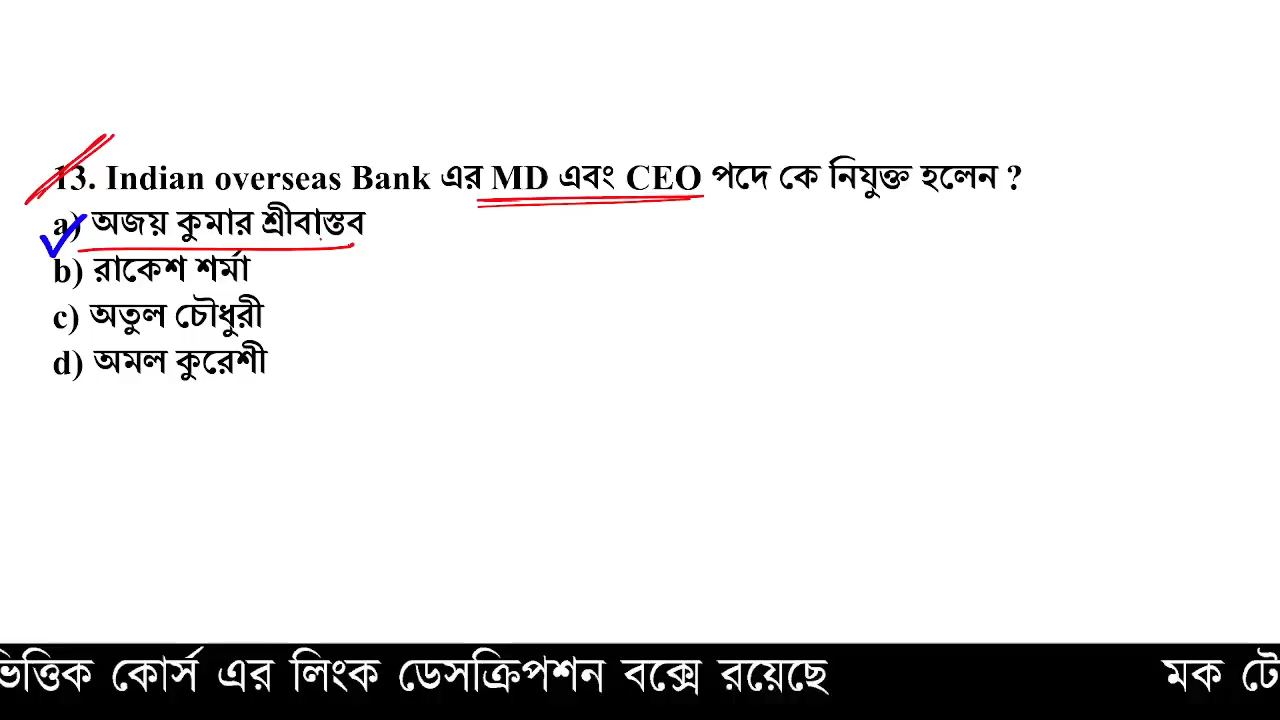 13. Indian overseas Bank এর MD এবং CEO পদে কে নিযুক্ত হলেন ?
a) অজয় কুমার শ্রীবাস্তব
b) রাকেশ শর্মা
c) অতুল চৌধুরী
d) অমল কুরেশী
ভিত্তিক কোর্স এর লিংক ডেসক্রিপশন বক্সে রয়েছে মক টে